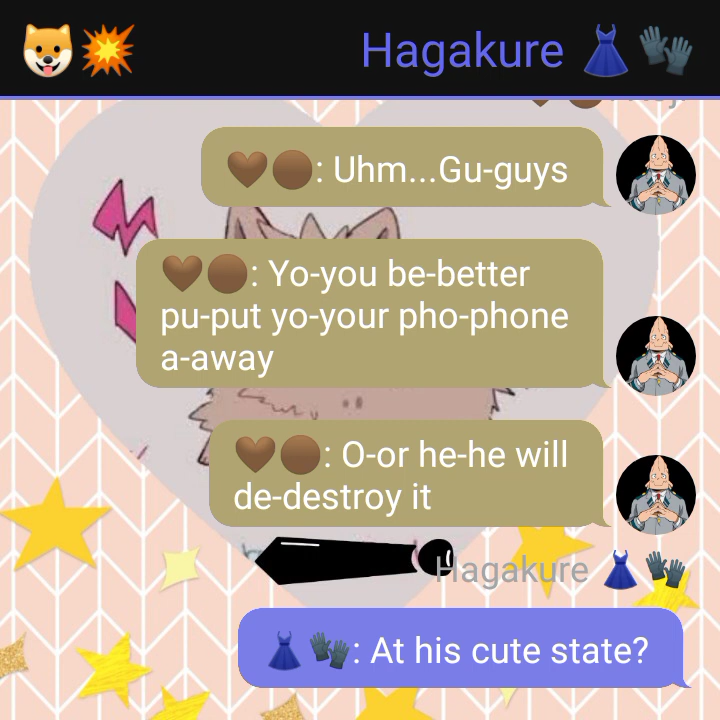 🐶💥 Hagakure 👗🧤
🤎🟤: Uhm...Gu-guys
🤎🟤: Yo-you be-better
pu-put yo-your pho-phone
a-away
🤎🟤: O-or he-he will
de-destroy it
Hagakure 👗🧤
👗🧤: At his cute state?